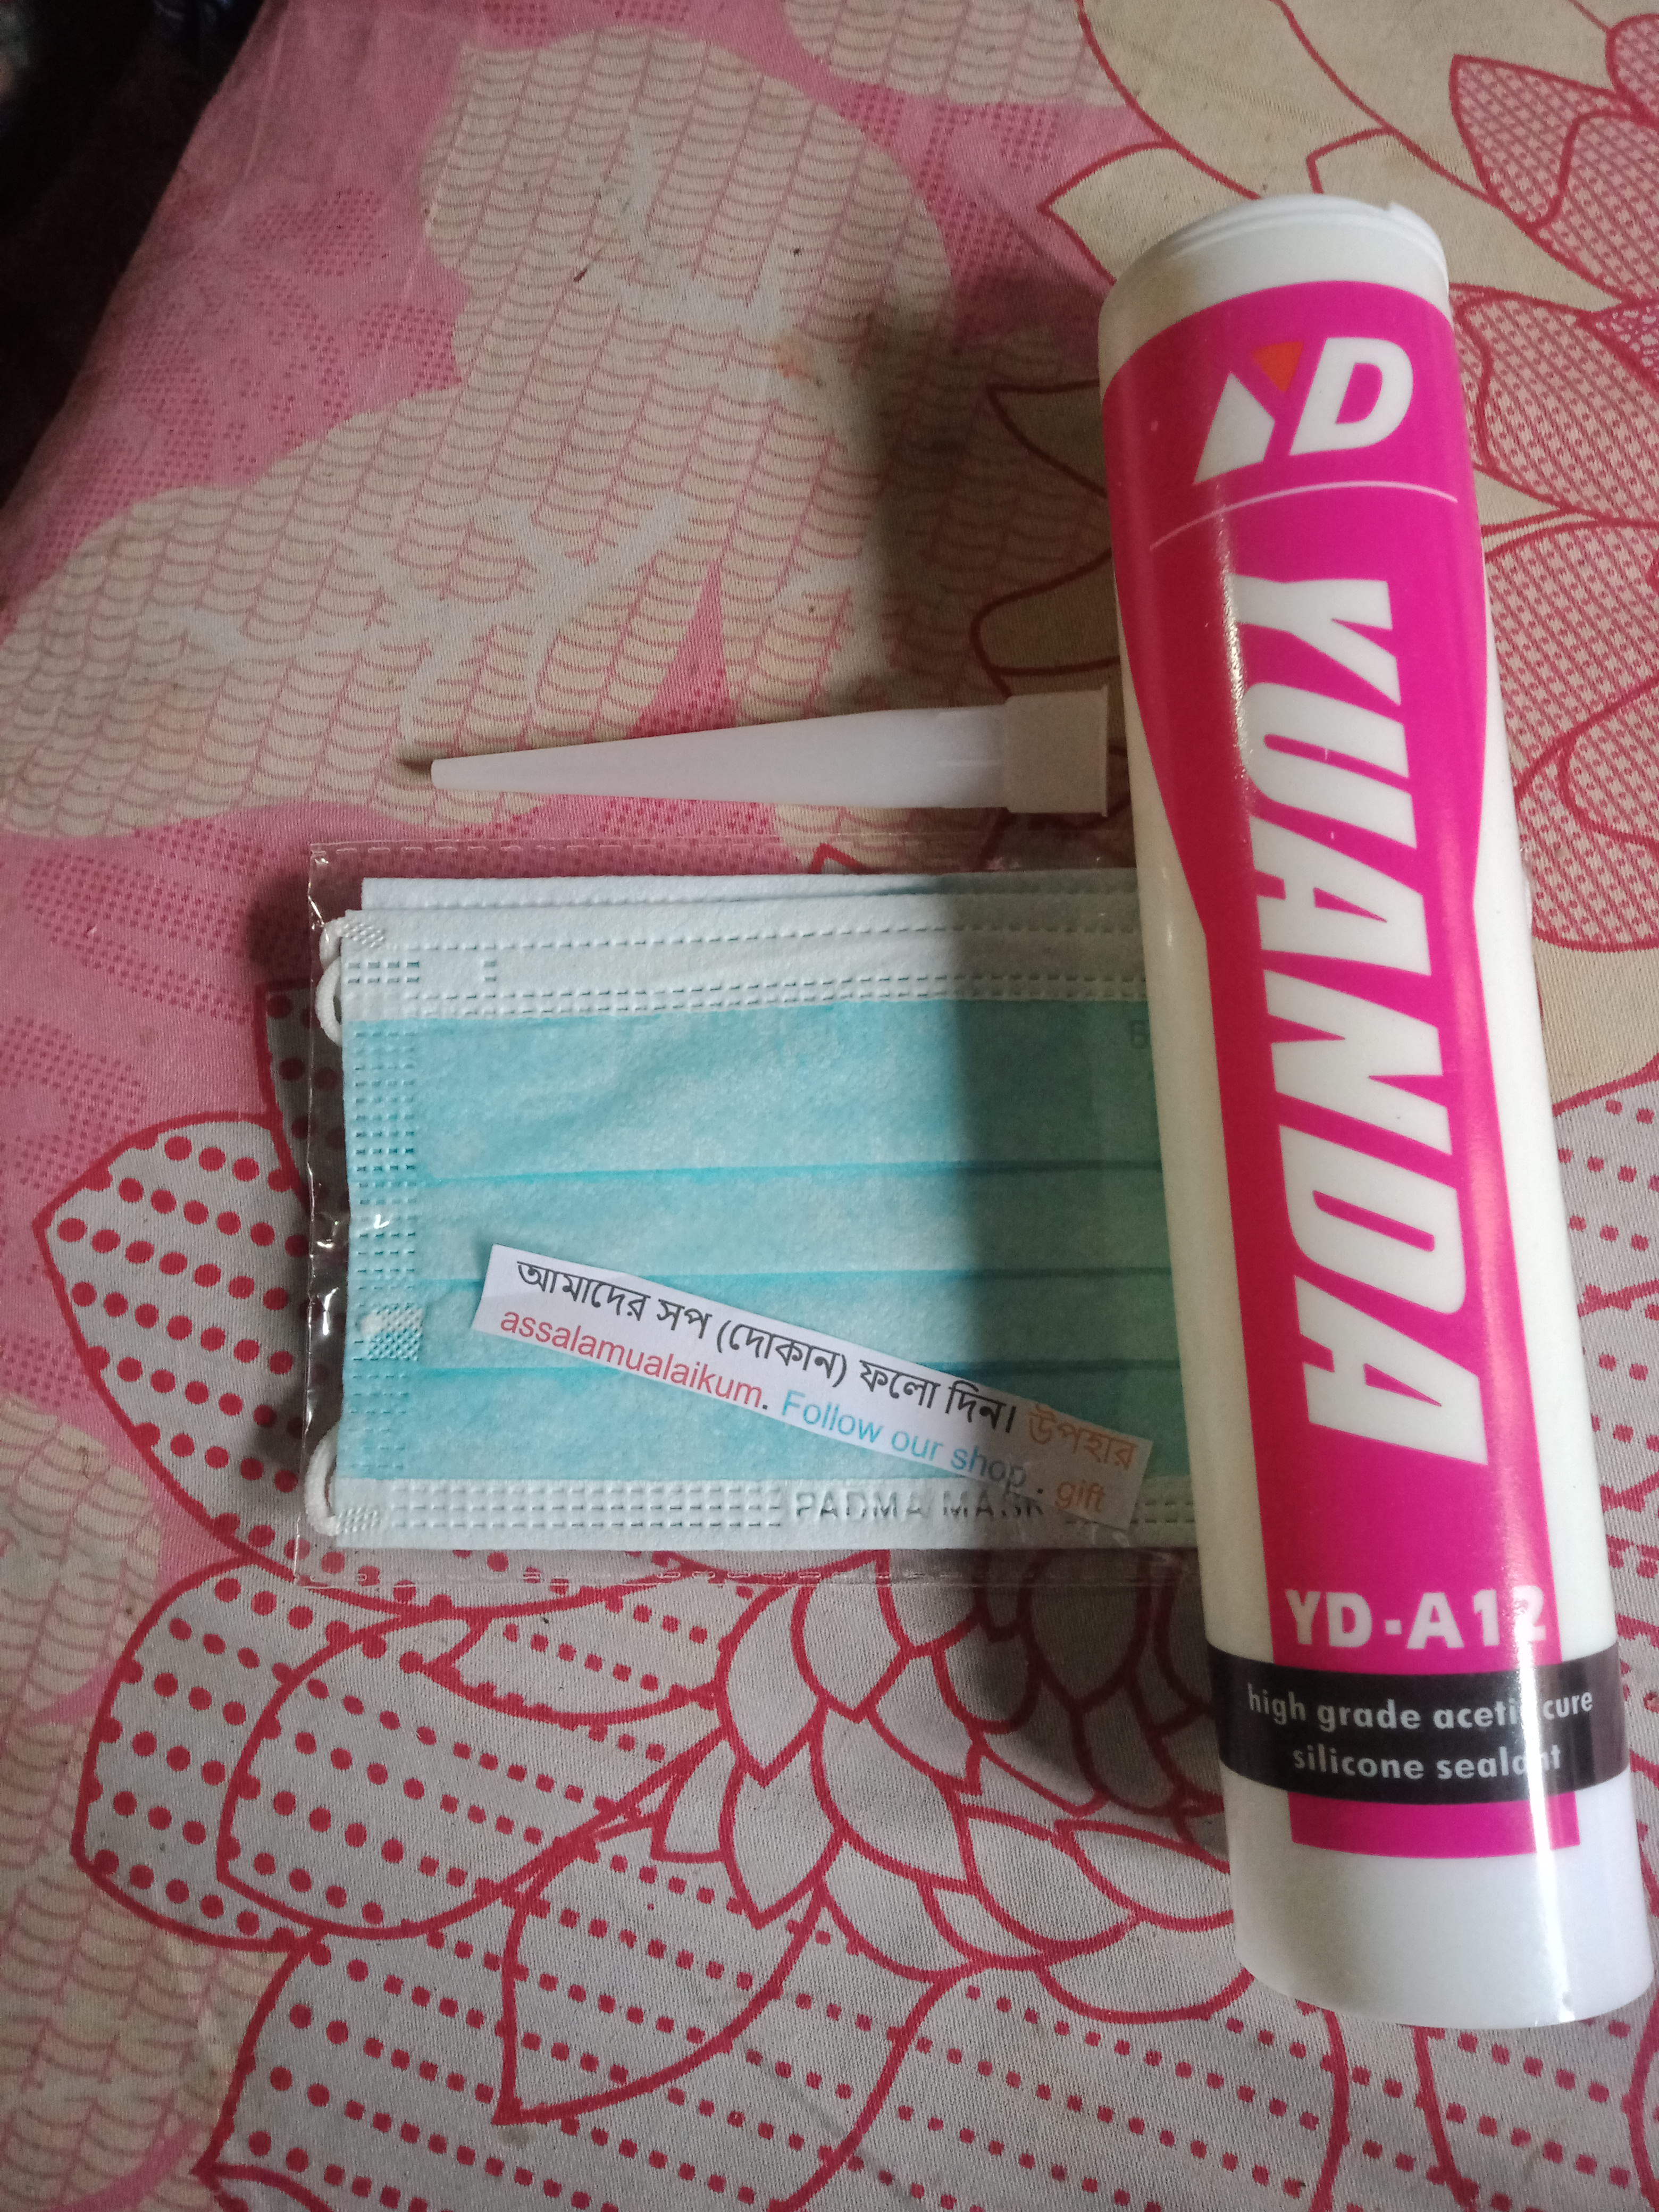 YD
YUANDA
YD-A12
high grade acetic cure
silicone sealant
আমাদের সপ (দোকান) ফলো দিন। উপহার
assalamualaikum. Follow our shop . gift
PADMA MASK